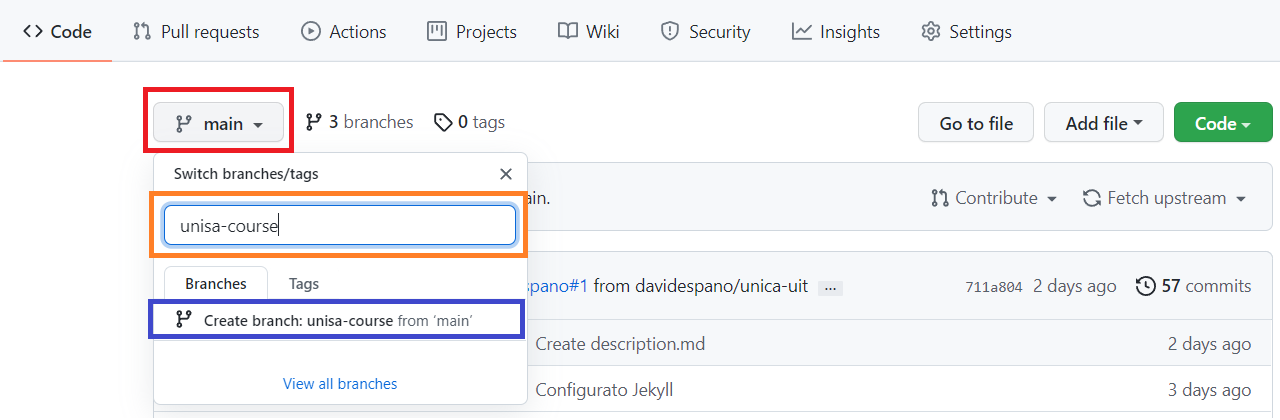 Code Pull requests Actions Projects Wiki Security Insights Settings
main 3 branches 0 tags Go to file Add file Code
Switch branches/tags
ain. Contribute Fetch upstream
unisa-course
Branches Tags
spano#1 from davidespano/unica-uit ... 711a804 2 days ago 57 commits
Create branch: unisa-course from ‘main’
Create description.md 2 days ago
View all branches
Configurato Jekyll 3 days ago